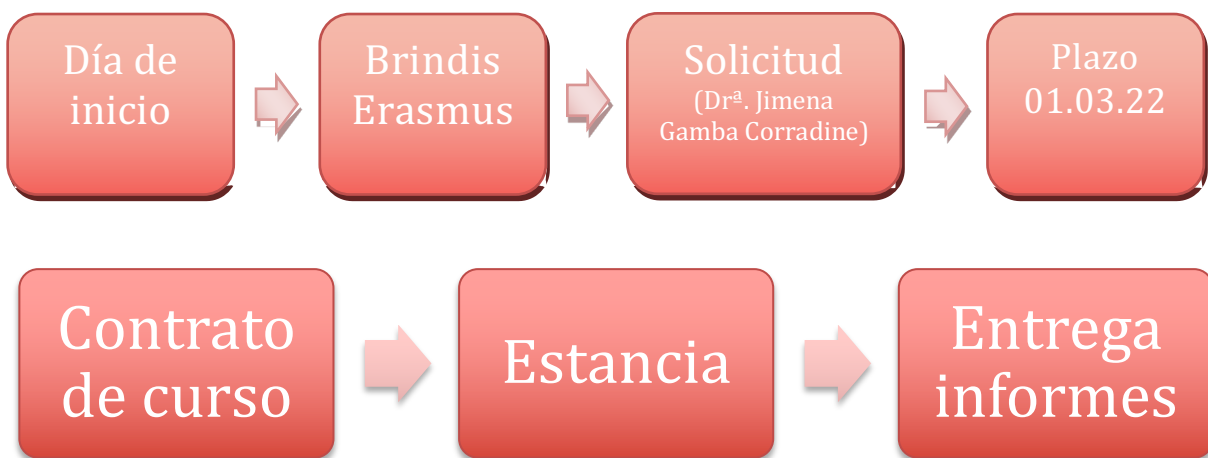 Día de
inicio
Brindis
Erasmus
Solicitud
(Drª. Jimena
Gamba Corradine)
Plazo
01.03.22
Contrato
de curso
Estancia
Entrega
informes